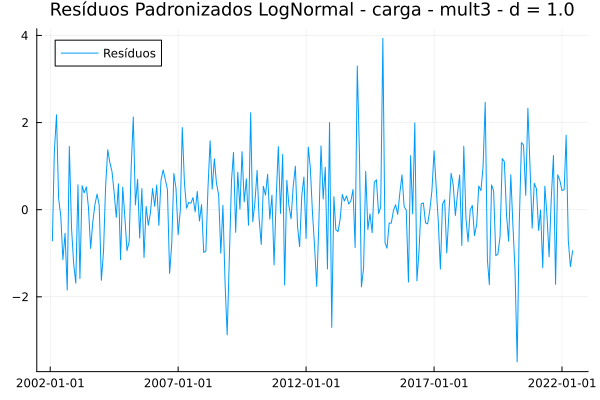 Resíduos Padronizados LogNormal - carga - mult3 - d = 1.0
Resíduos
4
2
0
−2
2002-01-01 2007-01-01 2012-01-01 2017-01-01 2022-01-01